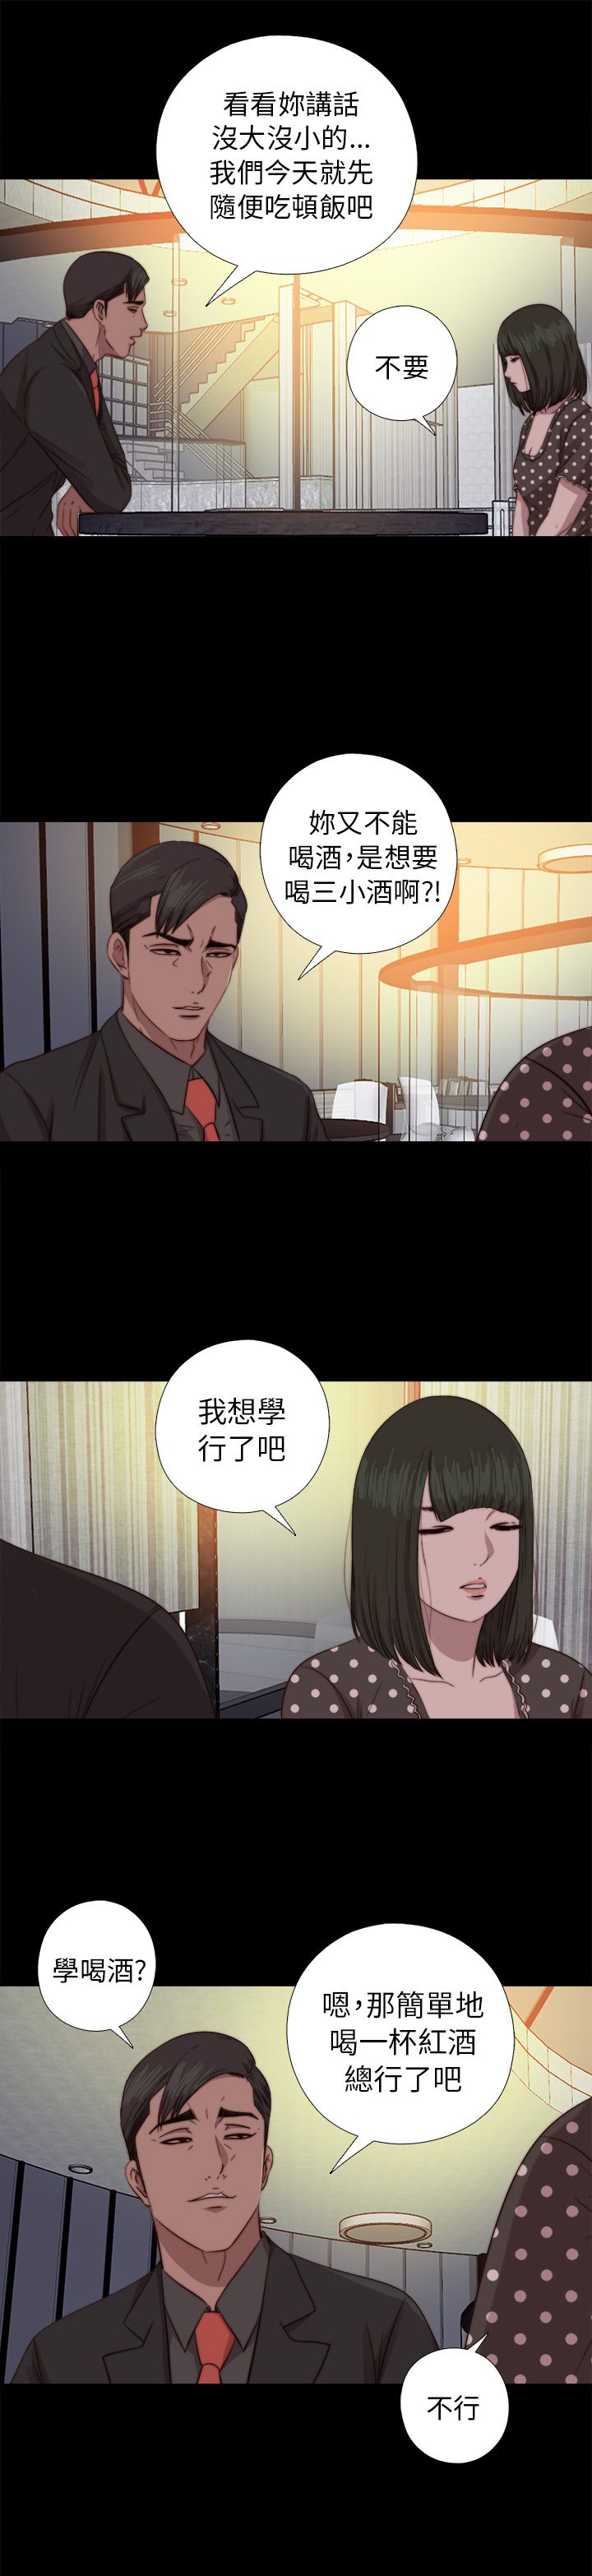 看看妳講話
沒大沒小的...
我們今天就先
隨便吃頓飯吧
不要
妳又不能
喝酒，是想要
喝三小酒啊?!
我想學
行了吧
學喝酒?
嗯，那簡單地
喝一杯紅酒
總行了吧
不行